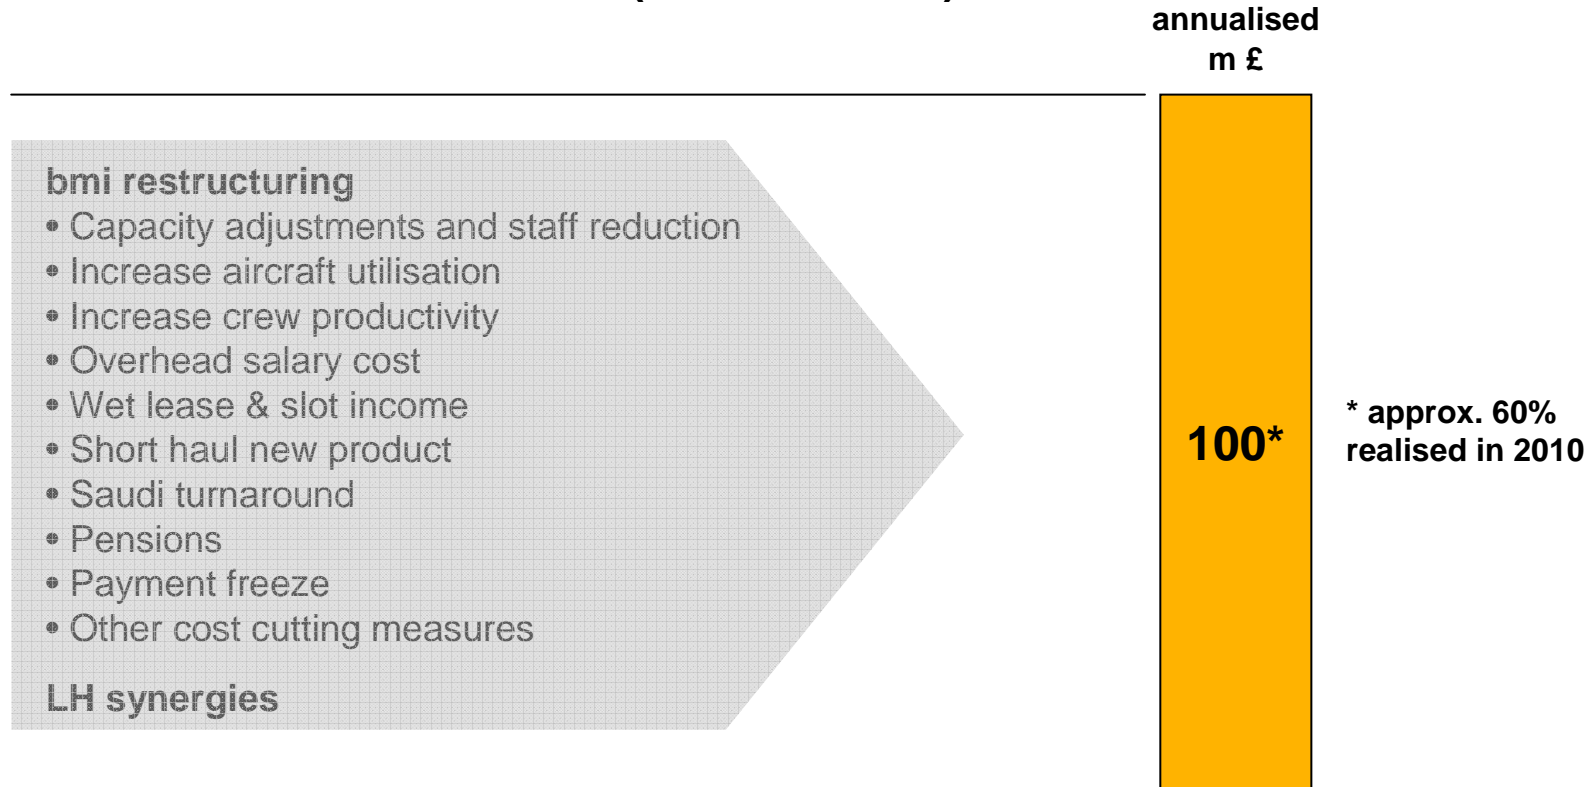 annualised
m £
bmi restructuring
• Capacity adjustments and staff reduction
• Increase aircraft utilisation
• Increase crew productivity
• Overhead salary cost
• Wet lease & slot income
• Short haul new product
• Saudi turnaround
• Pensions
• Payment freeze
• Other cost cutting measures
LH synergies
100*
* approx. 60%
realised in 2010